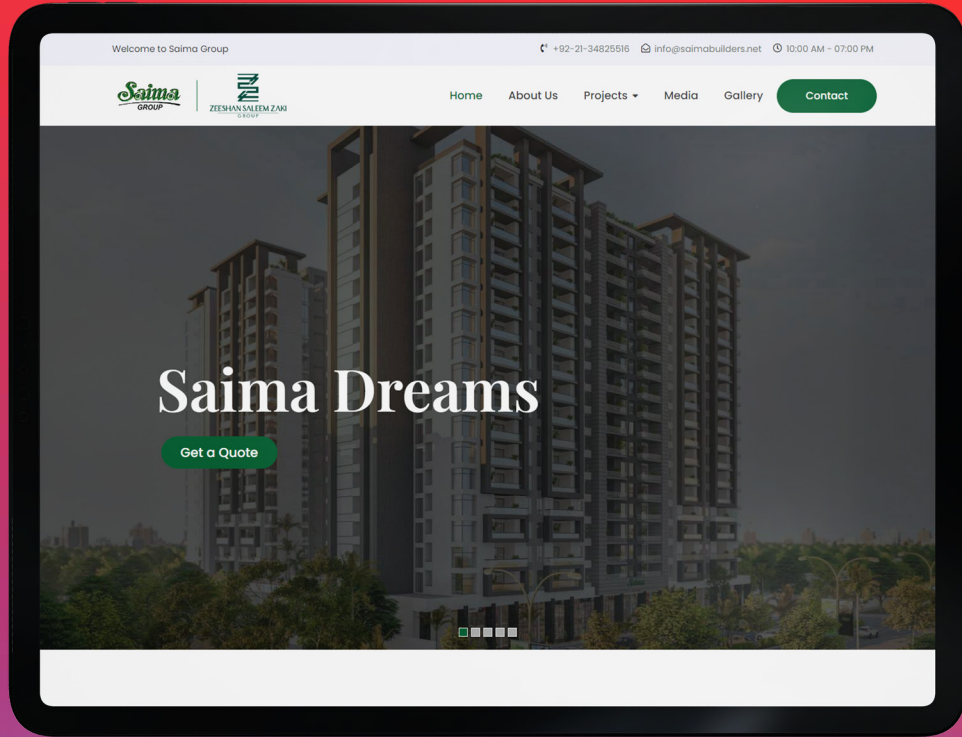 Welcome to Saima Group
+92-21-34825516 info@saimabuilders.net 10:00 AM - 07:00 PM
Saima
GROUP
ZEESHAN SALEEM ZAKI
GROUP
Home About Us Projects Media Gallery Contact
Saima Dreams
Get a Quote